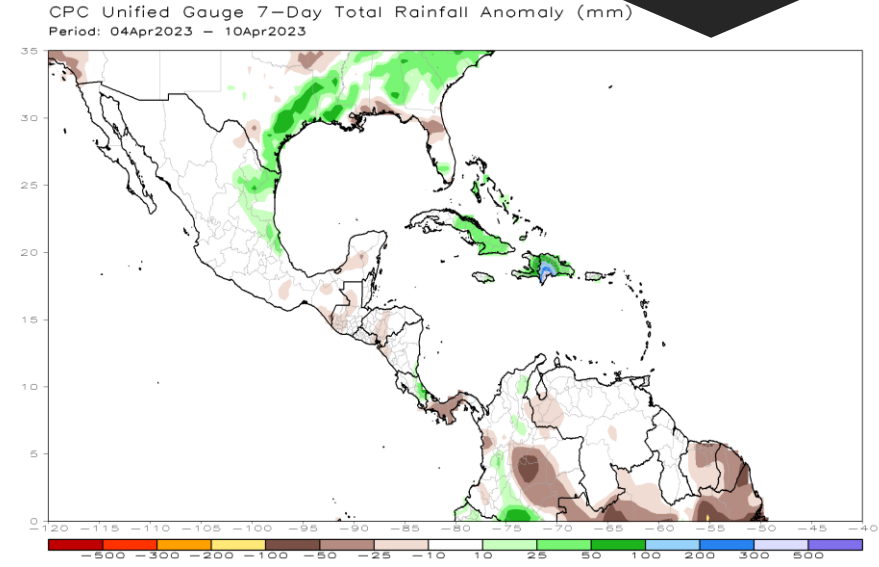 CPC Unified Gauge 7-Day Total Rainfall Anomaly (mm)
Period: 04Apr2023 - 10Apr2023
35
30
25
20
15
10
5
0
-120 -115 -110 -105 -100 -95 -90 -85 -80 -75 -70 -65 -60 -55 -50 -45 -4
-500 -300 -200 -100 -50 -25 -10 10 25 50 100 200 300 500